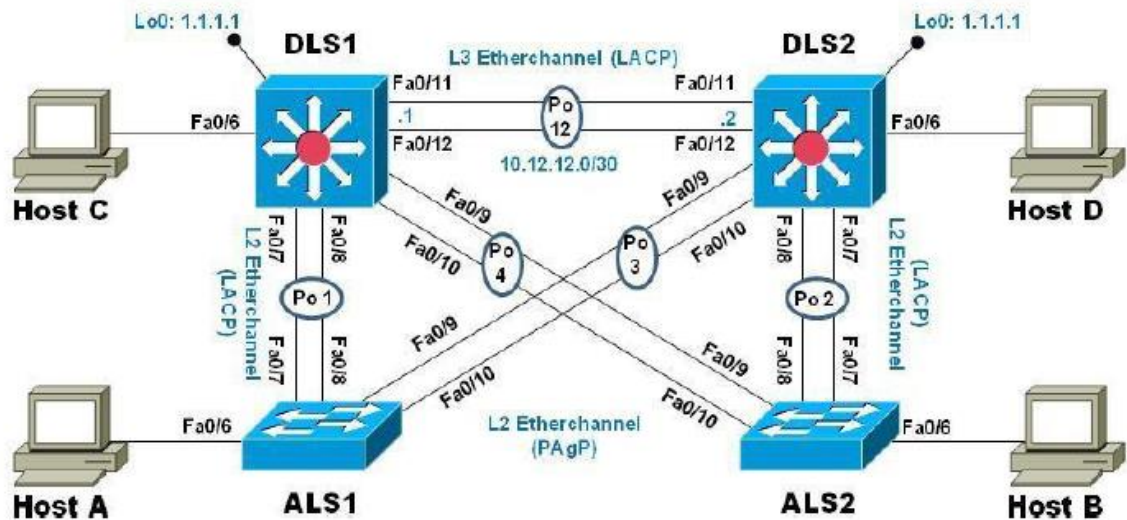 Lo0: 1.1.1.1
Lo0: 1.1.1.1
DLS1
DLS2
L3 Etherchannel (LACP)
Fa0/11
Fa0/11
Po
12
.1
.2
Fa0/6
Fa0/6
Fa0/12
Fa0/12
10.12.12.0/30
Host C
Host D
Fa0/9
Fa0/9
Fa0/10
Fa0/10
Po
4
Po
3
Fa0/7
Fa0/8
Fa0/8
Fa0/7
L2 Etherchannel
(LACP)
(LACP)
L2 Etherchannel
Po 1
Po 2
Fa0/7
Fa0/8
Fa0/8
Fa0/7
Fa0/9
Fa0/10
Fa0/9
Fa0/10
L2 Etherchannel
(PAgP)
Fa0/6
Fa0/6
Host A
ALS1
ALS2
Host B